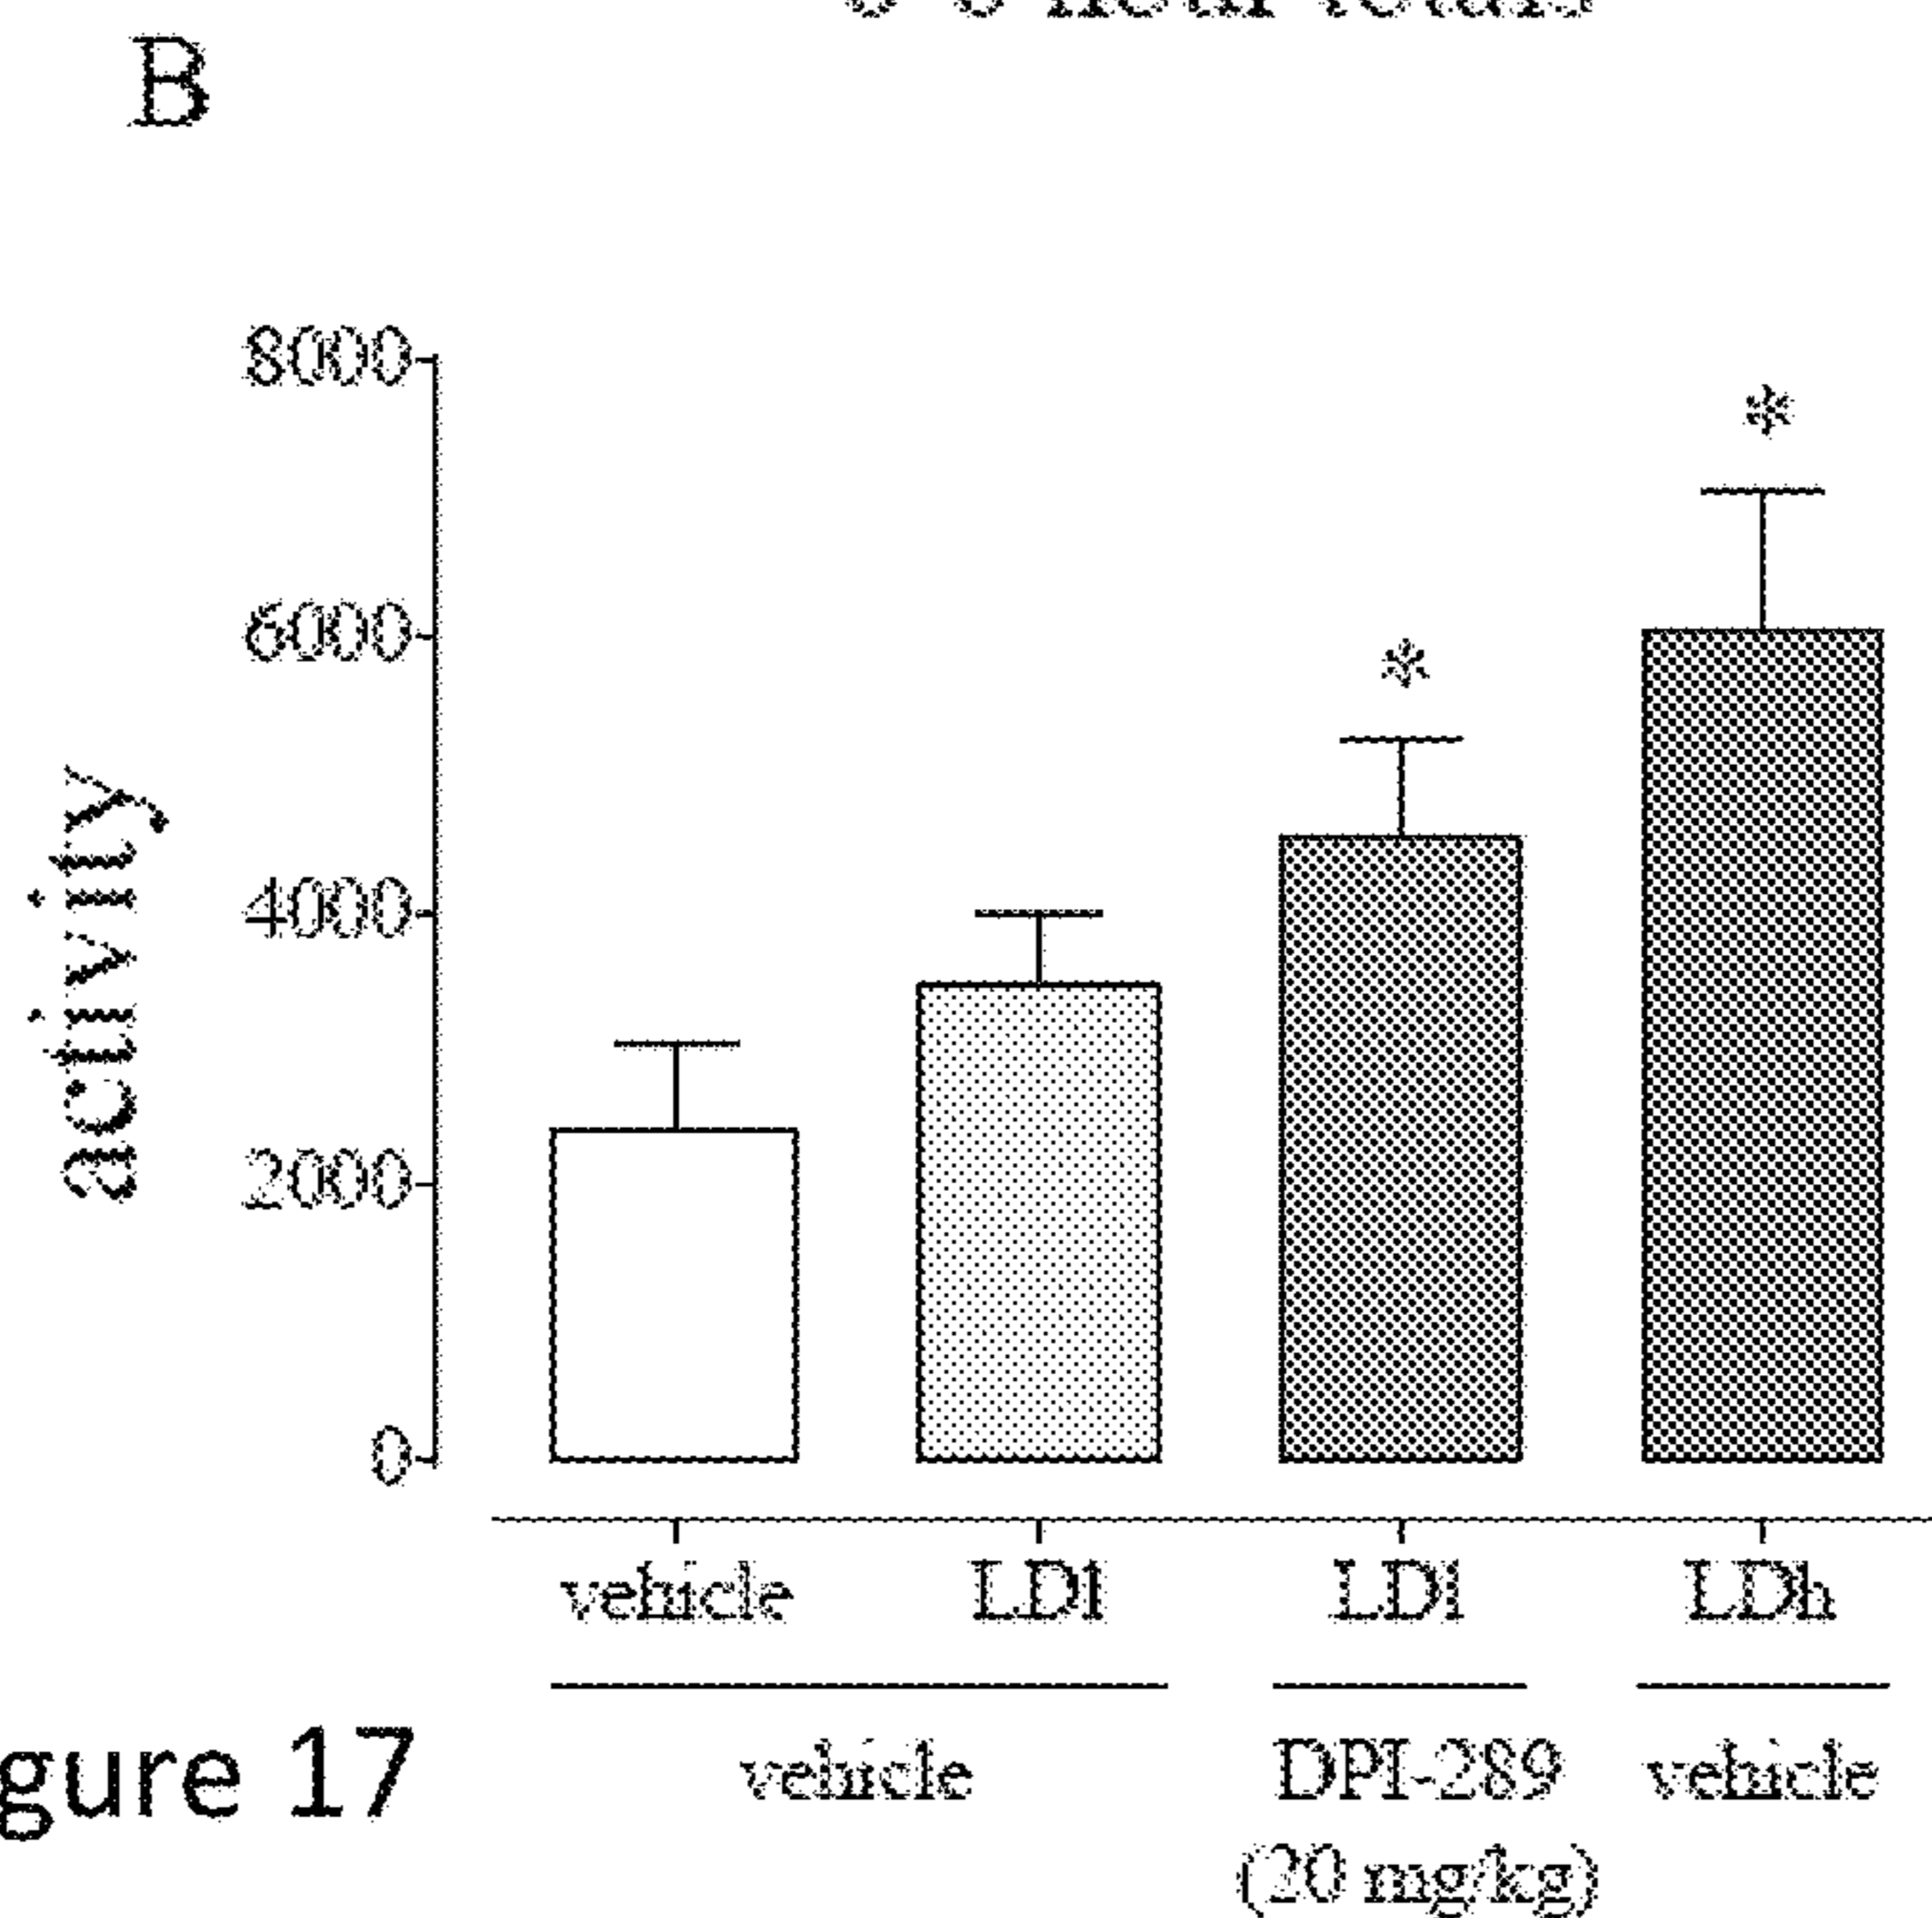 B
8000
6000
4000
2000
0
activity
*
*
vehicle LDl LDl LDh
vehicle DPI-289 vehicle
(20 mg/kg)
gure 17